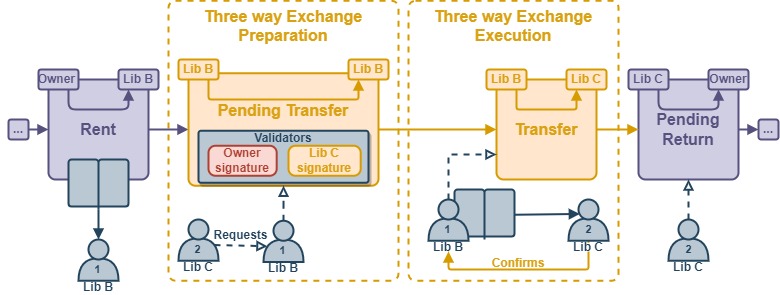 Three way Exchange
Preparation
Three way Exchange
Execution
Owner
Lib B
Lib B
Lib B
Lib B
Lib C
Lib C
Owner
...
Rent
Pending Transfer
Validators
Owner
signature
Lib C
signature
Transfer
Pending
Return
...
1
Lib B
2
Lib C
Requests
1
Lib B
1
Lib B
2
Lib C
Confirms
2
Lib C